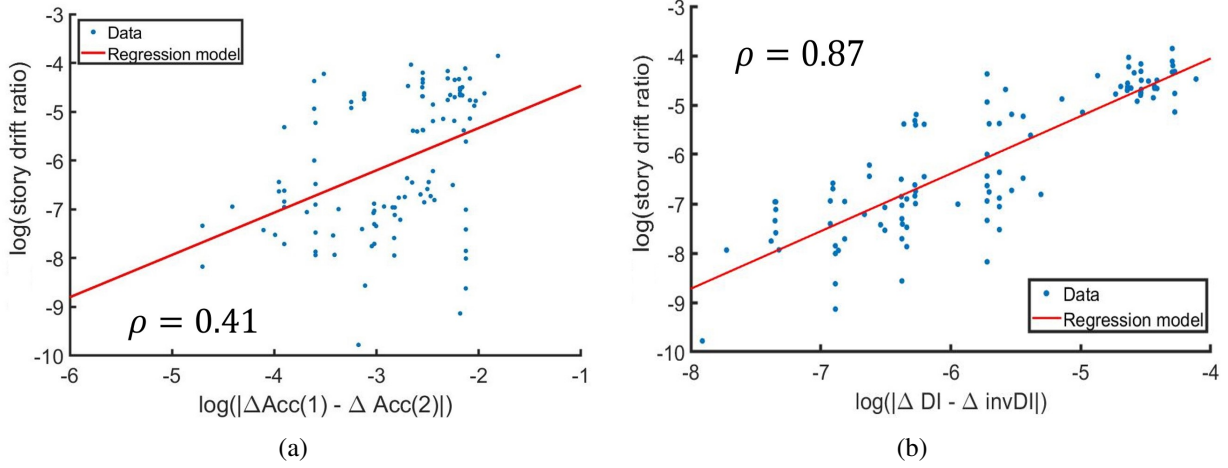 -3
-4
-5
-6
-7
-8
-9
-10
log(story drift ratio)
Data
Regression model
ρ = 0.41
-6 -5 -4 -3 -2 -1
log(|ΔAcc(1) - Δ Acc(2)|)
(a)
-3
-4
-5
-6
-7
-8
-9
-10
log(story drift ratio)
ρ = 0.87
Data
Regression model
-8 -7 -6 -5 -4
log(|Δ DI - Δ invDI|)
(b)